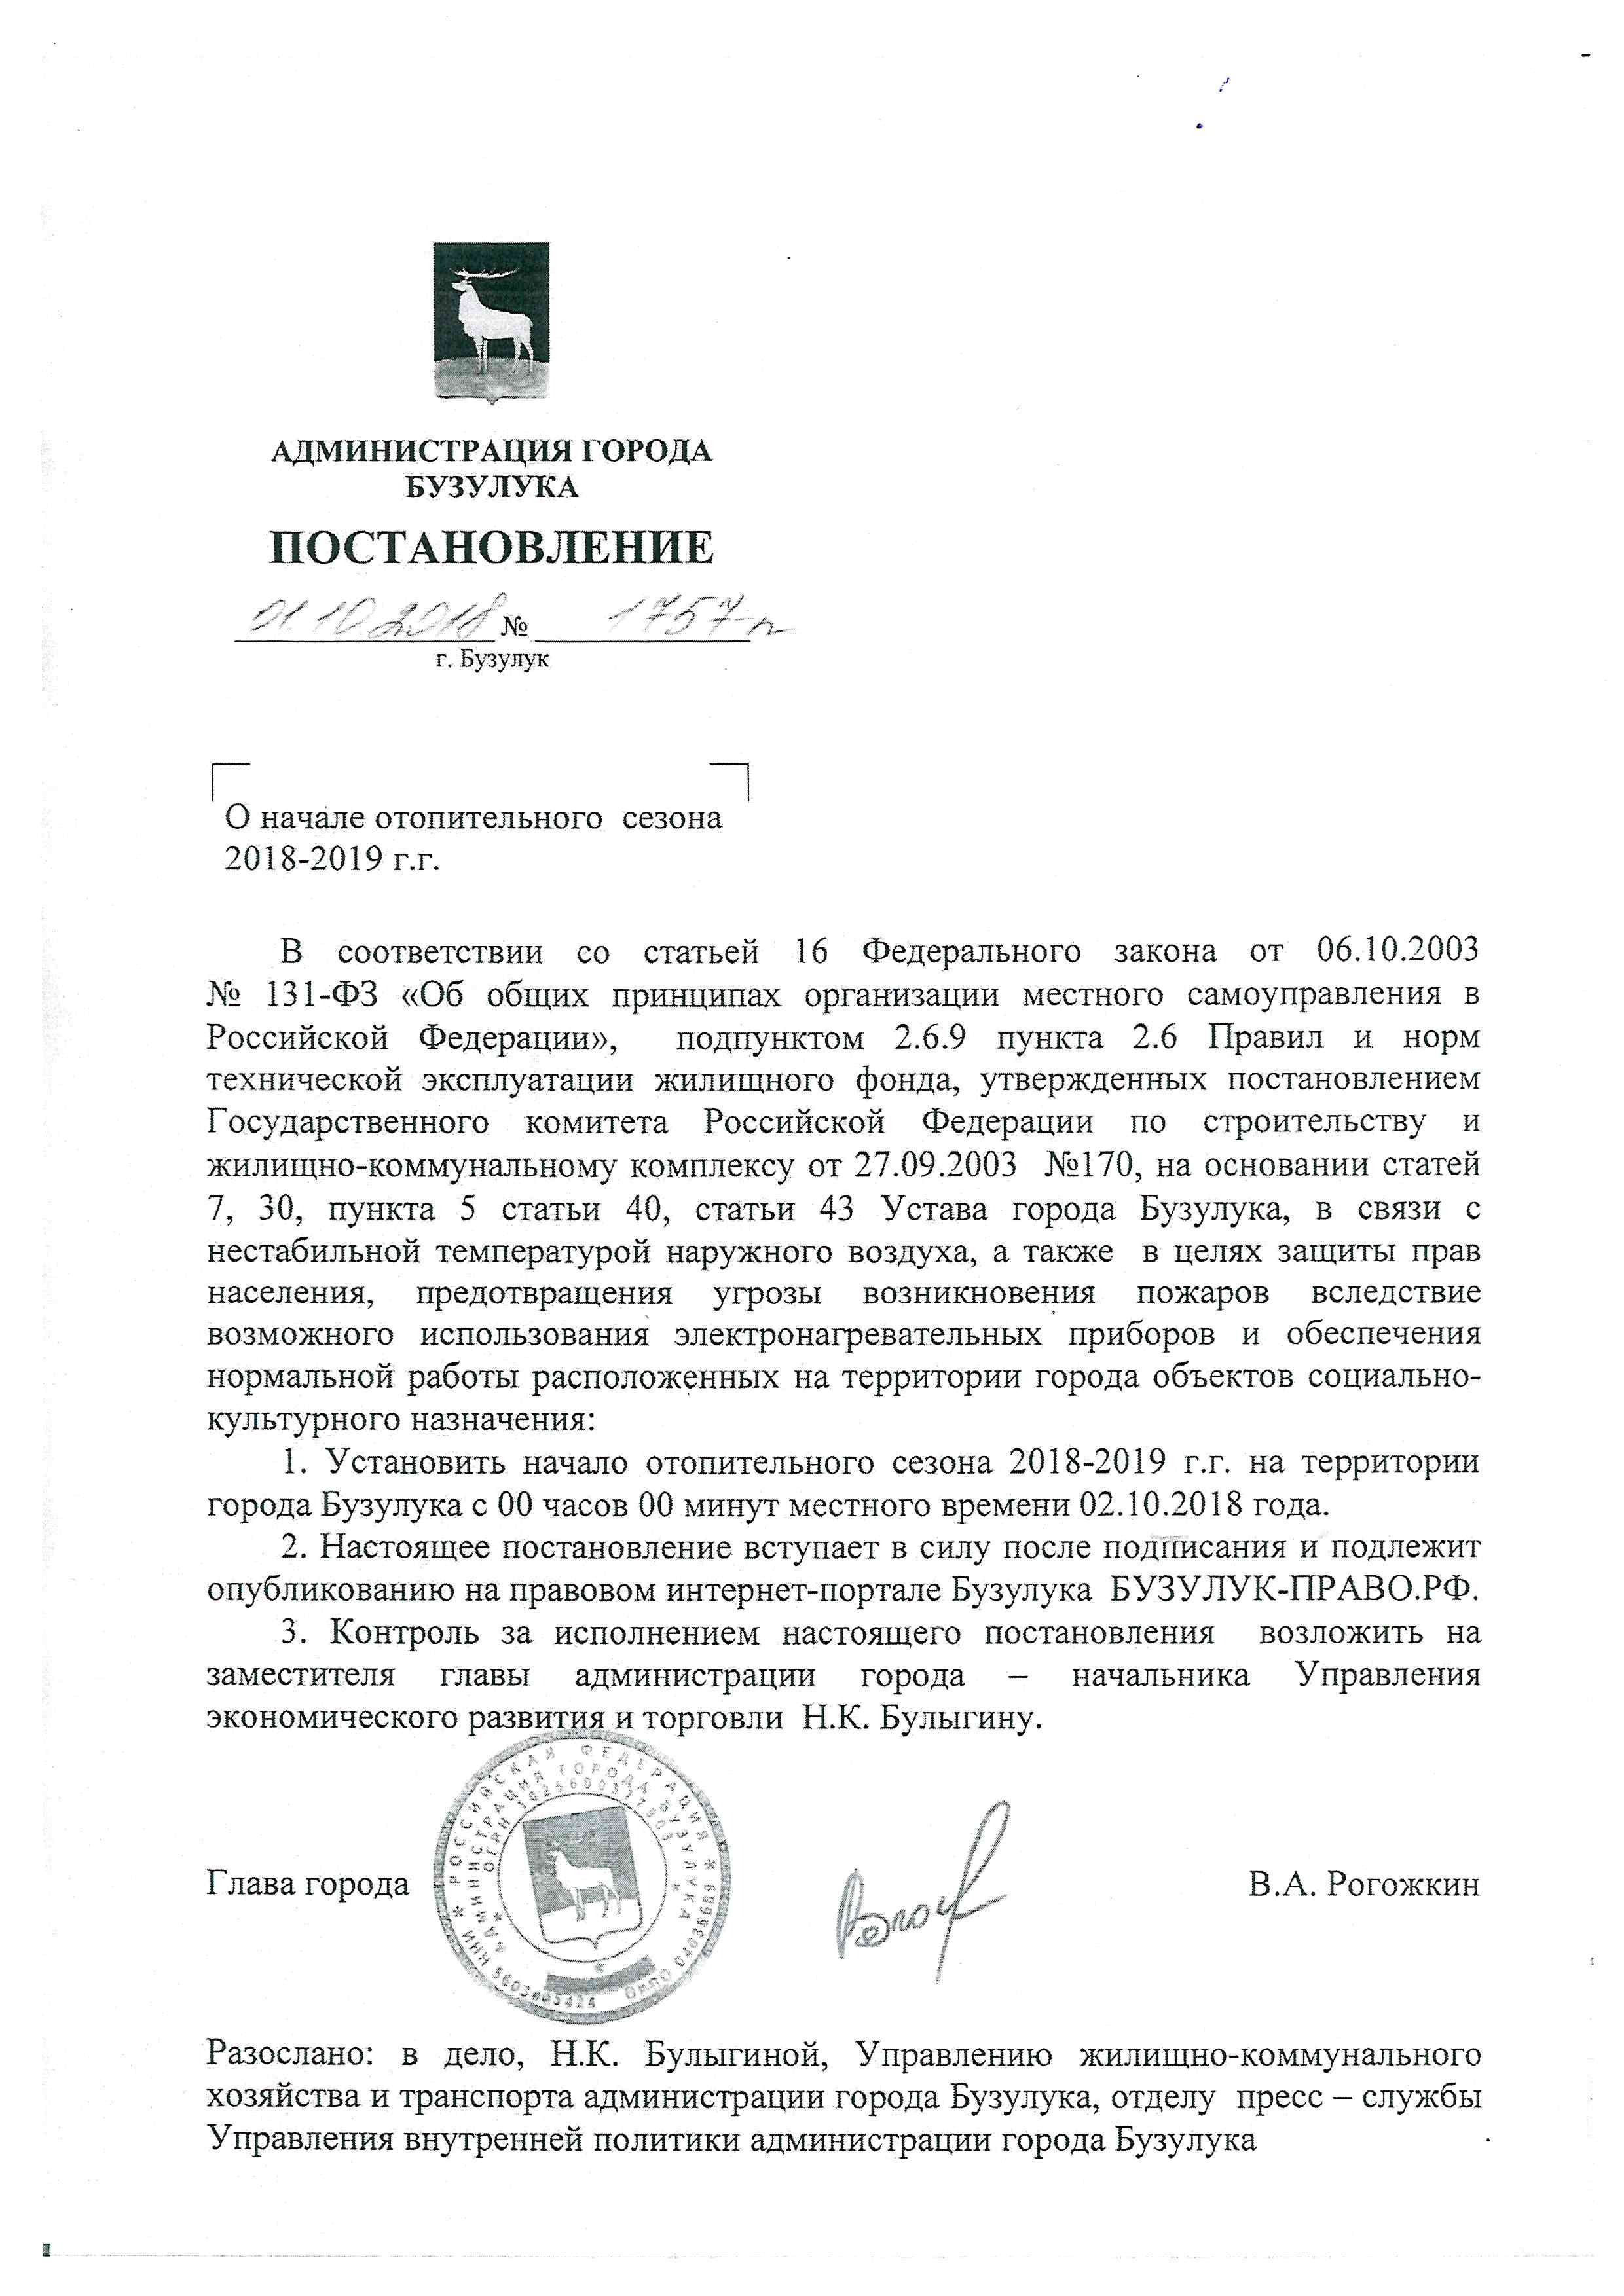 АДМИНИСТРАЦИЯ ГОРОДА
БУЗУЛУКА
ПОСТАНОВЛЕНИЕ
01.10.2018 № 1757-п
г. Бузулук
О начале отопительного сезона
2018-2019 г.г.
В соответствии со статьей 16 Федерального закона от 06.10.2003
№ 131-ФЗ «Об общих принципах организации местного самоуправления в
Российской Федерации», подпунктом 2.6.9 пункта 2.6 Правил и норм
технической эксплуатации жилищного фонда, утвержденных постановлением
Государственного комитета Российской Федерации по строительству и
жилищно-коммунальному комплексу от 27.09.2003 №170, на основании статей
7, 30, пункта 5 статьи 40, статьи 43 Устава города Бузулука, в связи с
нестабильной температурой наружного воздуха, а также в целях защиты прав
населения, предотвращения угрозы возникновения пожаров вследствие
возможного использования электронагревательных приборов и обеспечения
нормальной работы расположенных на территории города объектов социально-
культурного назначения:
1. Установить начало отопительного сезона 2018-2019 г.г. на территории
города Бузулука с 00 часов 00 минут местного времени 02.10.2018 года.
2. Настоящее постановление вступает в силу после подписания и подлежит
опубликованию на правовом интернет-портале Бузулука БУЗУЛУК-ПРАВО.РФ.
3. Контроль за исполнением настоящего постановления возложить на
заместителя главы администрации города – начальника Управления
экономического развития и торговли Н.К. Булыгину.
РОССИЙСКАЯ ФЕДЕРАЦИЯ
АДМИНИСТРАЦИЯ ГОРОДА БУЗУЛУКА
Глава города
В.А. Рогожкин
Разослано: в дело, Н.К. Булыгиной, Управлению жилищно-коммунального
хозяйства и транспорта администрации города Бузулука, отделу пресс – службы
Управления внутренней политики администрации города Бузулука